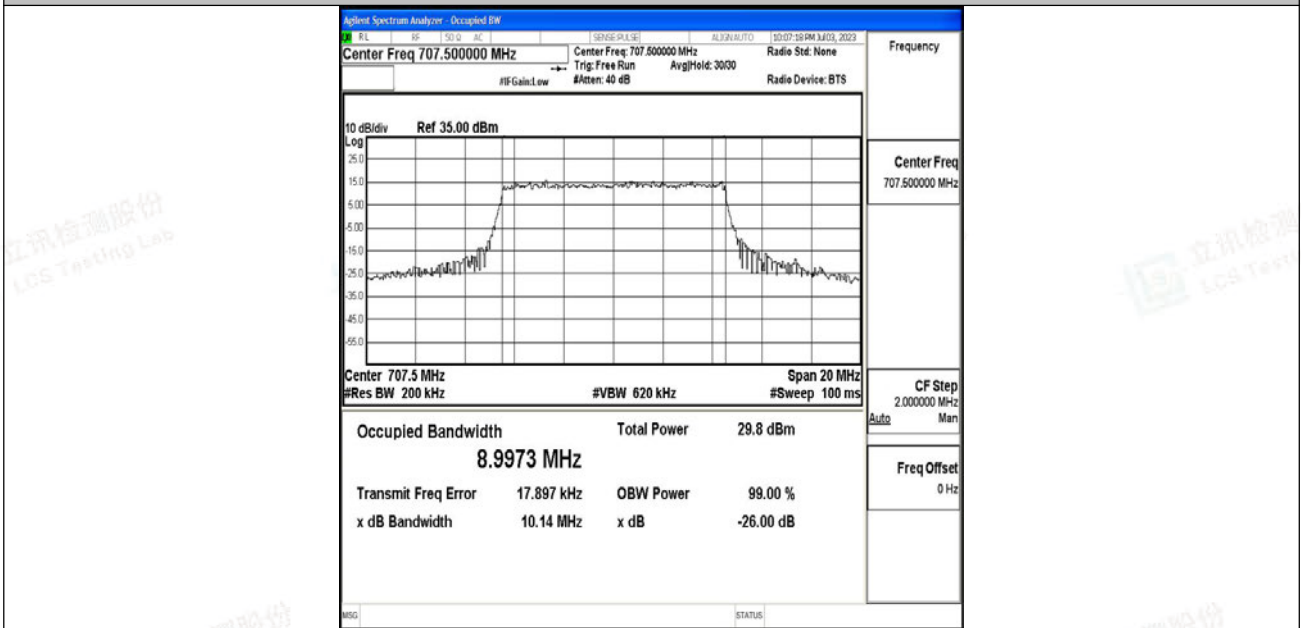 Agilent Spectrum Analyzer - Occupied BW
RL RF 50 Ω AC SENSE:PULSE ALIGN AUTO 10:07:18 PM Jul 03, 2023
Center Freq 707.500000 MHz
Center Freq: 707.500000 MHz
Radio Std: None
Trig: Free Run Avg|Hold: 30/30
#IFGain:Low
#Atten: 40 dB
Radio Device: BTS
10 dB/div Ref 35.00 dBm
Log
25.0
15.0
5.00
-5.00
-15.0
-25.0
-35.0
-45.0
-55.0
Center 707.5 MHz Span 20 MHz
#Res BW 200 kHz #VBW 620 kHz #Sweep 100 ms
Occupied Bandwidth Total Power 29.8 dBm
8.9973 MHz
Transmit Freq Error 17.897 kHz OBW Power 99.00 %
x dB Bandwidth 10.14 MHz x dB -26.00 dB
MSG STATUS
Frequency
Center Freq
707.500000 MHz
CF Step
2.000000 MHz
Auto Man
Freq Offset
0 Hz
立讯检测股份
LCS Testing Lab
立讯检测
LCS Testi